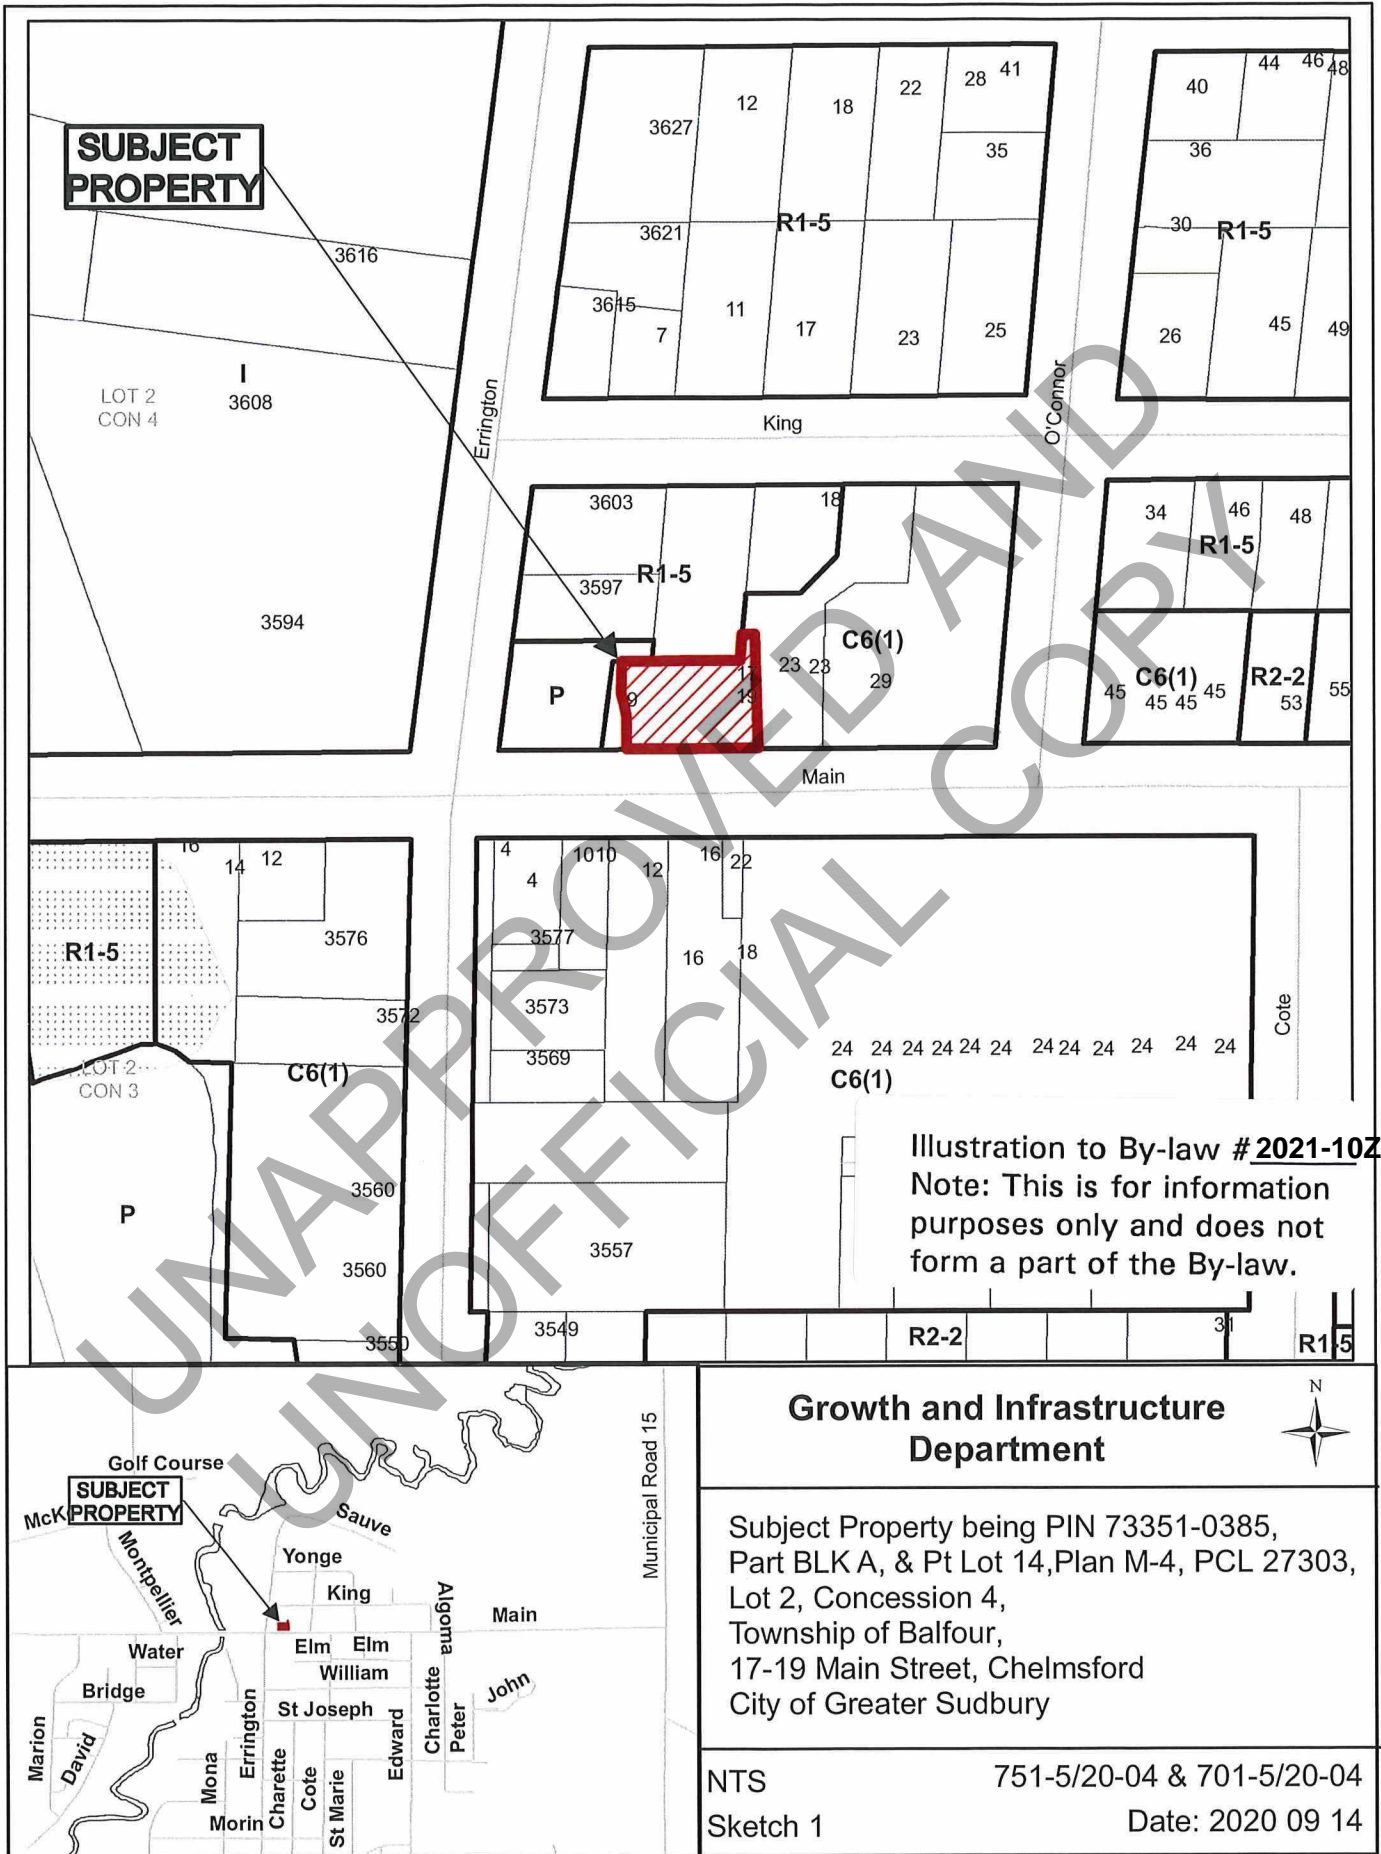 SUBJECT
PROPERTY
3616
I
3608
LOT 2
CON 4
3594
Errington
3627
12
18
22
28
41
35
R1-5
3621
3615
7
11
17
23
25
40
44
46
48
36
30
R1-5
26
45
49
King
O'Connor
3603
18
3597
R1-5
P
9
17
19
23
23
C6(1)
29
34
46
48
R1-5
C6(1)
45
45
45
45
R2-2
53
55
Main
R1-5
16
14
12
3576
3572
C6(1)
LOT 2
CON 3
P
3560
3560
3550
4
4
1010
12
16
22
3577
16
18
3573
3569
24 24 24 24 24 24 24 24 24 24 24 24
C6(1)
Cote
3557
3549
R2-2
31
R1-5
Illustration to By-law # 2021-10Z
Note: This is for information
purposes only and does not
form a part of the By-law.
UNAPPROVED AND
UNOFFICIAL COPY
Golf Course
SUBJECT
PROPERTY
McK
Montpellier
Sauve
Yonge
King
Algoma
Main
Municipal Road 15
Water
Elm
Elm
William
Bridge
St Joseph
John
Marion
David
Mona
Errington
Charette
Cote
St Marie
Edward
Charlotte
Peter
Morin
Growth and Infrastructure
Department
N
Subject Property being PIN 73351-0385,
Part BLK A, & Pt Lot 14,Plan M-4, PCL 27303,
Lot 2, Concession 4,
Township of Balfour,
17-19 Main Street, Chelmsford
City of Greater Sudbury
NTS
751-5/20-04 & 701-5/20-04
Sketch 1
Date: 2020 09 14